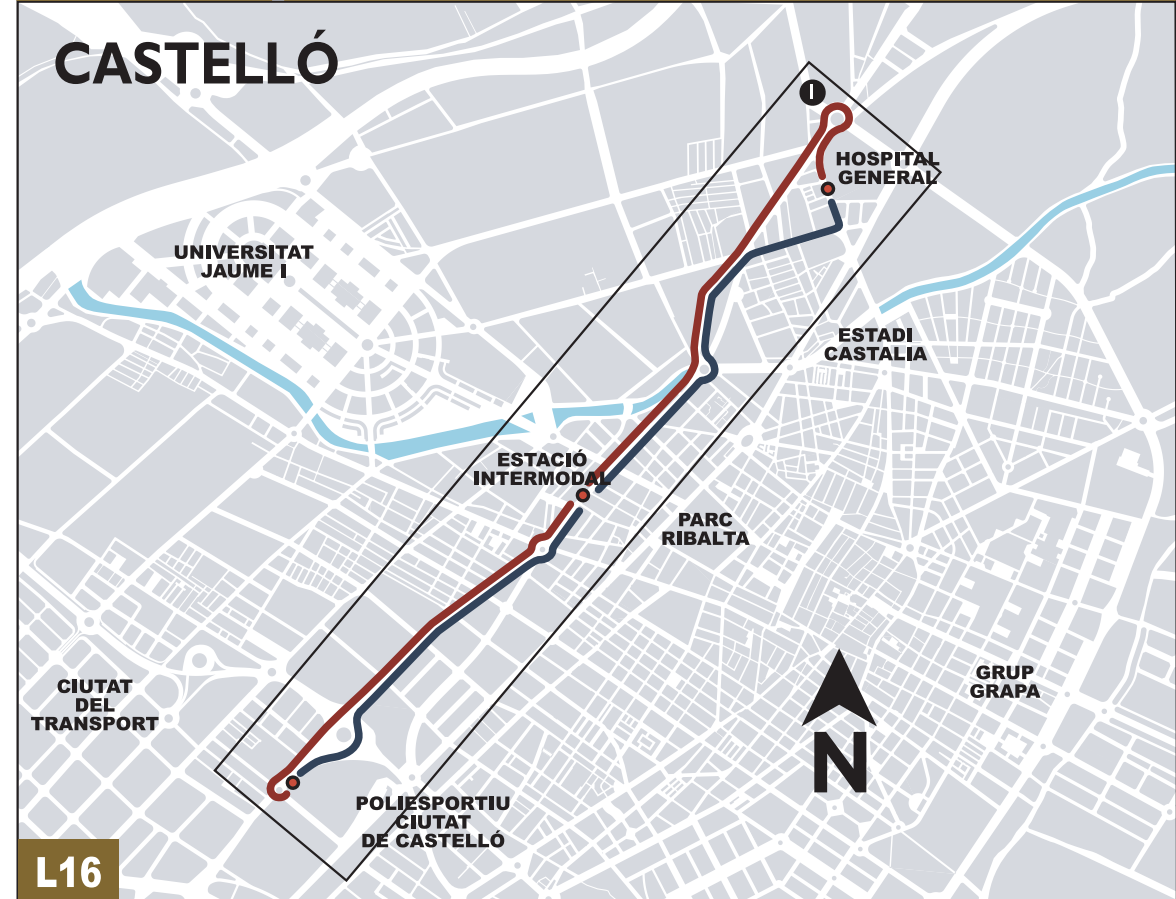 CASTELLÓ
I
HOSPITAL
GENERAL
UNIVERSITAT
JAUME I
ESTADI
CASTALIA
ESTACIÓ
INTERMODAL
PARC
RIBALTA
CIUTAT
DEL
TRANSPORT
GRUP
GRAPA
N
POLIESPORTIU
CIUTAT
DE CASTELLÓ
L16